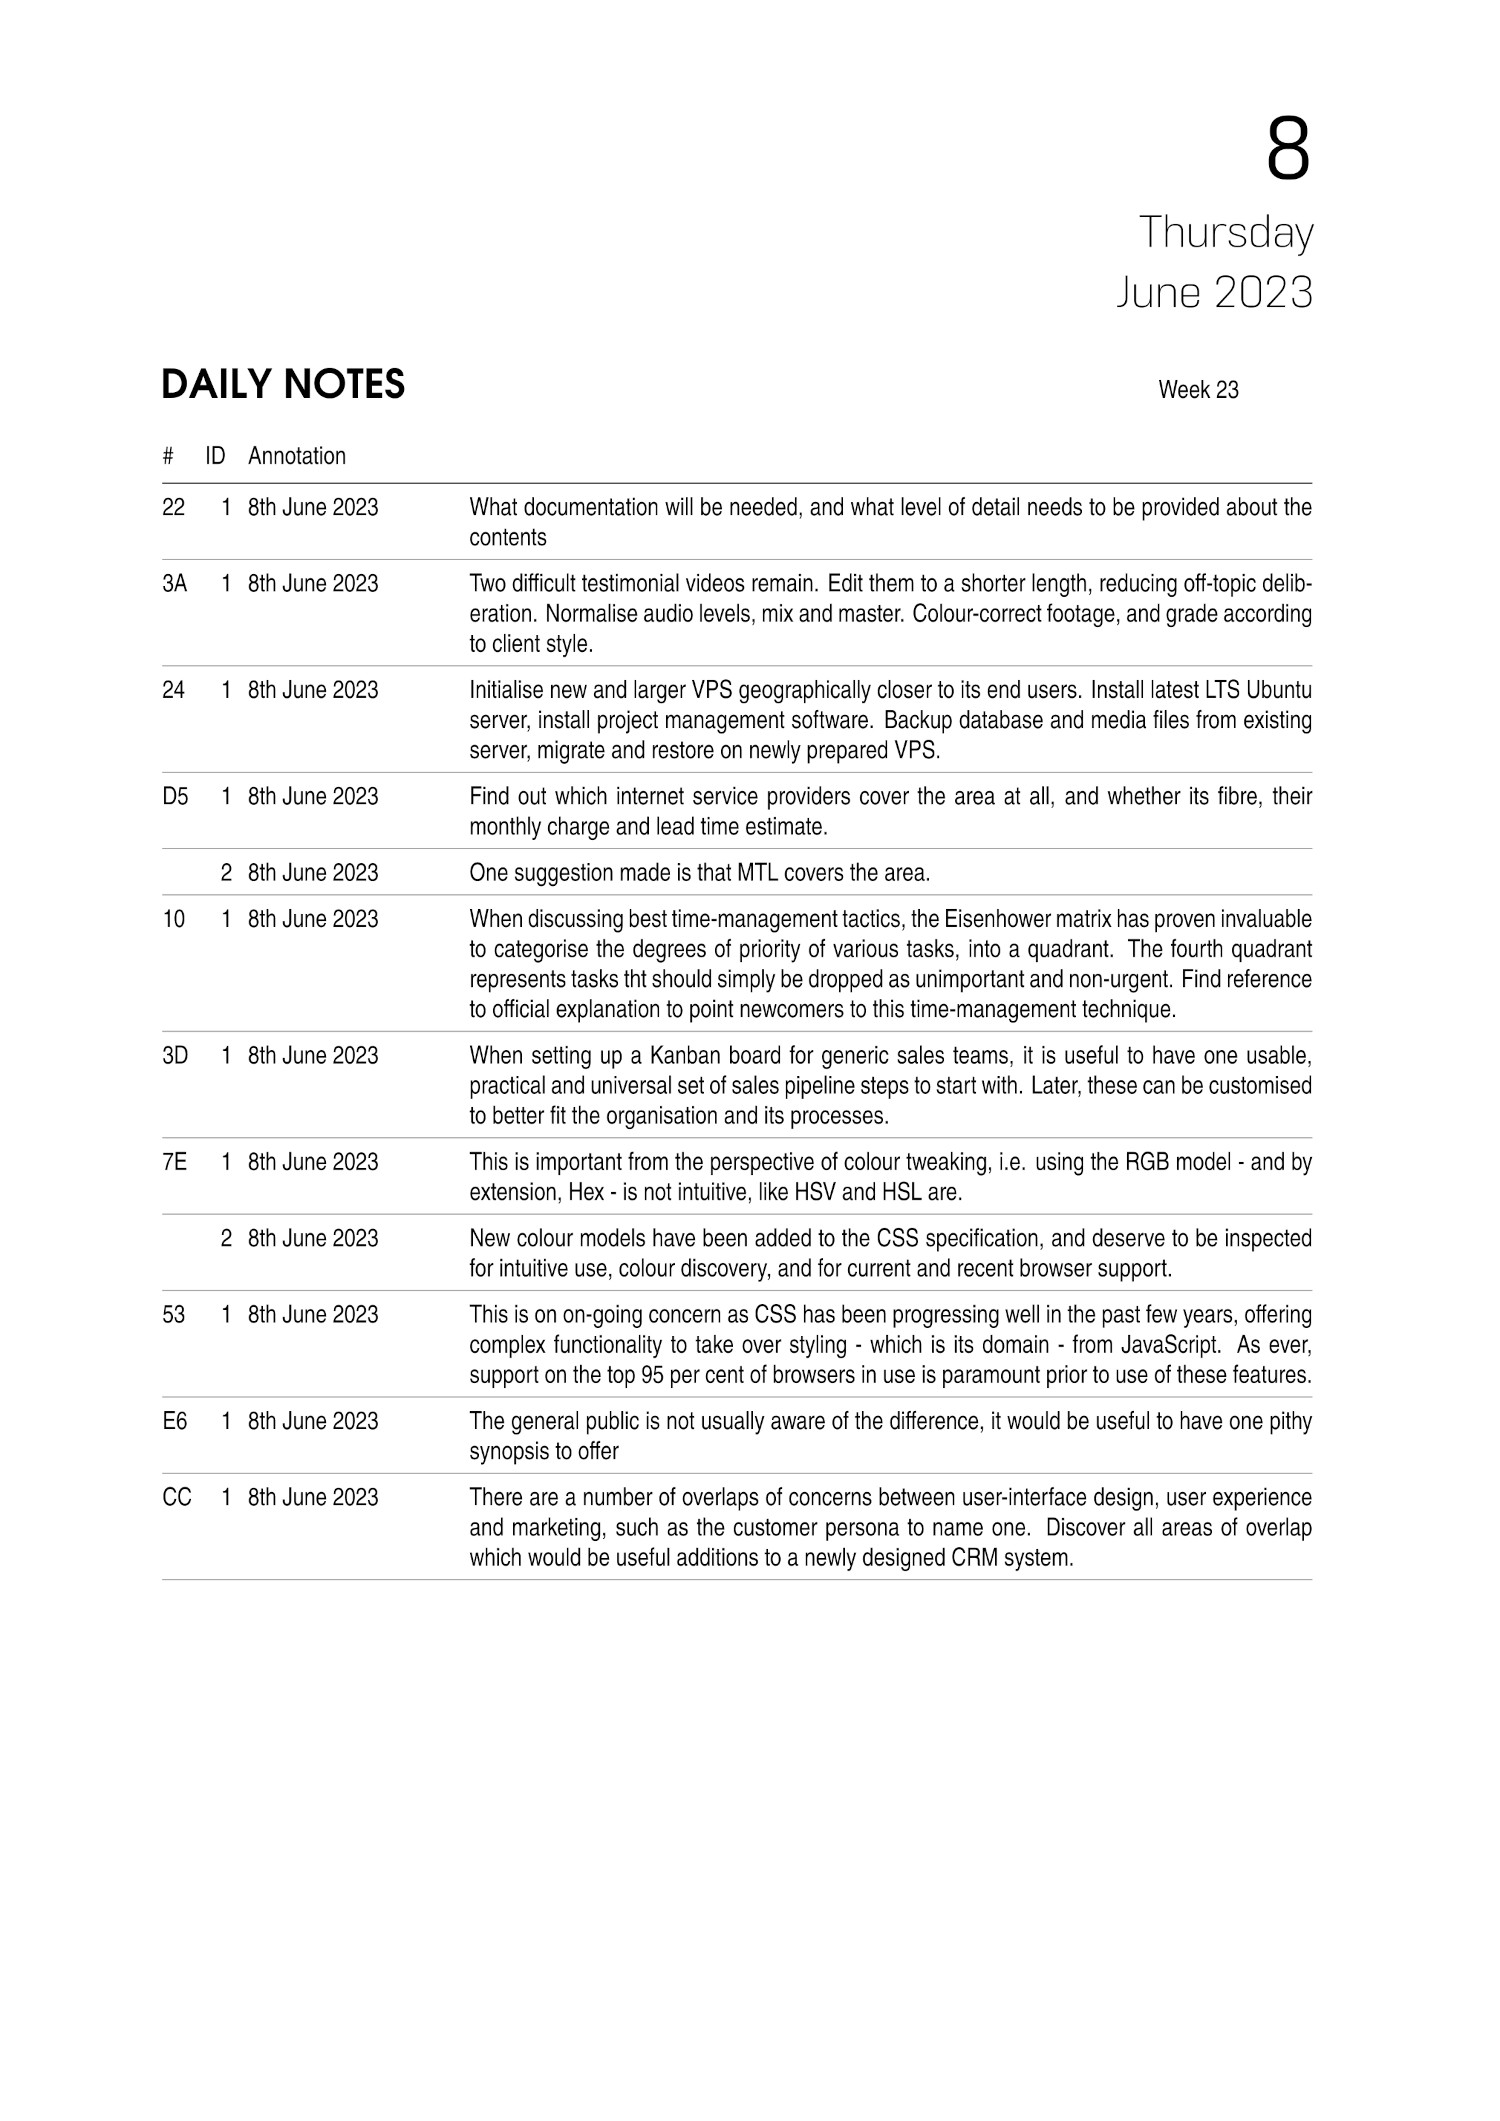 8
Thursday
June 2023
DAILY NOTES Week 23
# ID Annotation
22 1 8th June 2023 What documentation will be needed, and what level of detail needs to be provided about the
contents
3A 1 8th June 2023 Two difficult testimonial videos remain. Edit them to a shorter length, reducing off-topic delib-
eration. Normalise audio levels, mix and master. Colour-correct footage, and grade according
to client style.
24 1 8th June 2023 Initialise new and larger VPS geographically closer to its end users. Install latest LTS Ubuntu
server, install project management software. Backup database and media files from existing
server, migrate and restore on newly prepared VPS.
D5 1 8th June 2023 Find out which internet service providers cover the area at all, and whether its fibre, their
monthly charge and lead time estimate.
2 8th June 2023 One suggestion made is that MTL covers the area.
10 1 8th June 2023 When discussing best time-management tactics, the Eisenhower matrix has proven invaluable
to categorise the degrees of priority of various tasks, into a quadrant. The fourth quadrant
represents tasks tht should simply be dropped as unimportant and non-urgent. Find reference
to official explanation to point newcomers to this time-management technique.
3D 1 8th June 2023 When setting up a Kanban board for generic sales teams, it is useful to have one usable,
practical and universal set of sales pipeline steps to start with. Later, these can be customised
to better fit the organisation and its processes.
7E 1 8th June 2023 This is important from the perspective of colour tweaking, i.e. using the RGB model - and by
extension, Hex - is not intuitive, like HSV and HSL are.
2 8th June 2023 New colour models have been added to the CSS specification, and deserve to be inspected
for intuitive use, colour discovery, and for current and recent browser support.
53 1 8th June 2023 This is on on-going concern as CSS has been progressing well in the past few years, offering
complex functionality to take over styling - which is its domain - from JavaScript. As ever,
support on the top 95 per cent of browsers in use is paramount prior to use of these features.
E6 1 8th June 2023 The general public is not usually aware of the difference, it would be useful to have one pithy
synopsis to offer
CC 1 8th June 2023 There are a number of overlaps of concerns between user-interface design, user experience
and marketing, such as the customer persona to name one. Discover all areas of overlap
which would be useful additions to a newly designed CRM system.